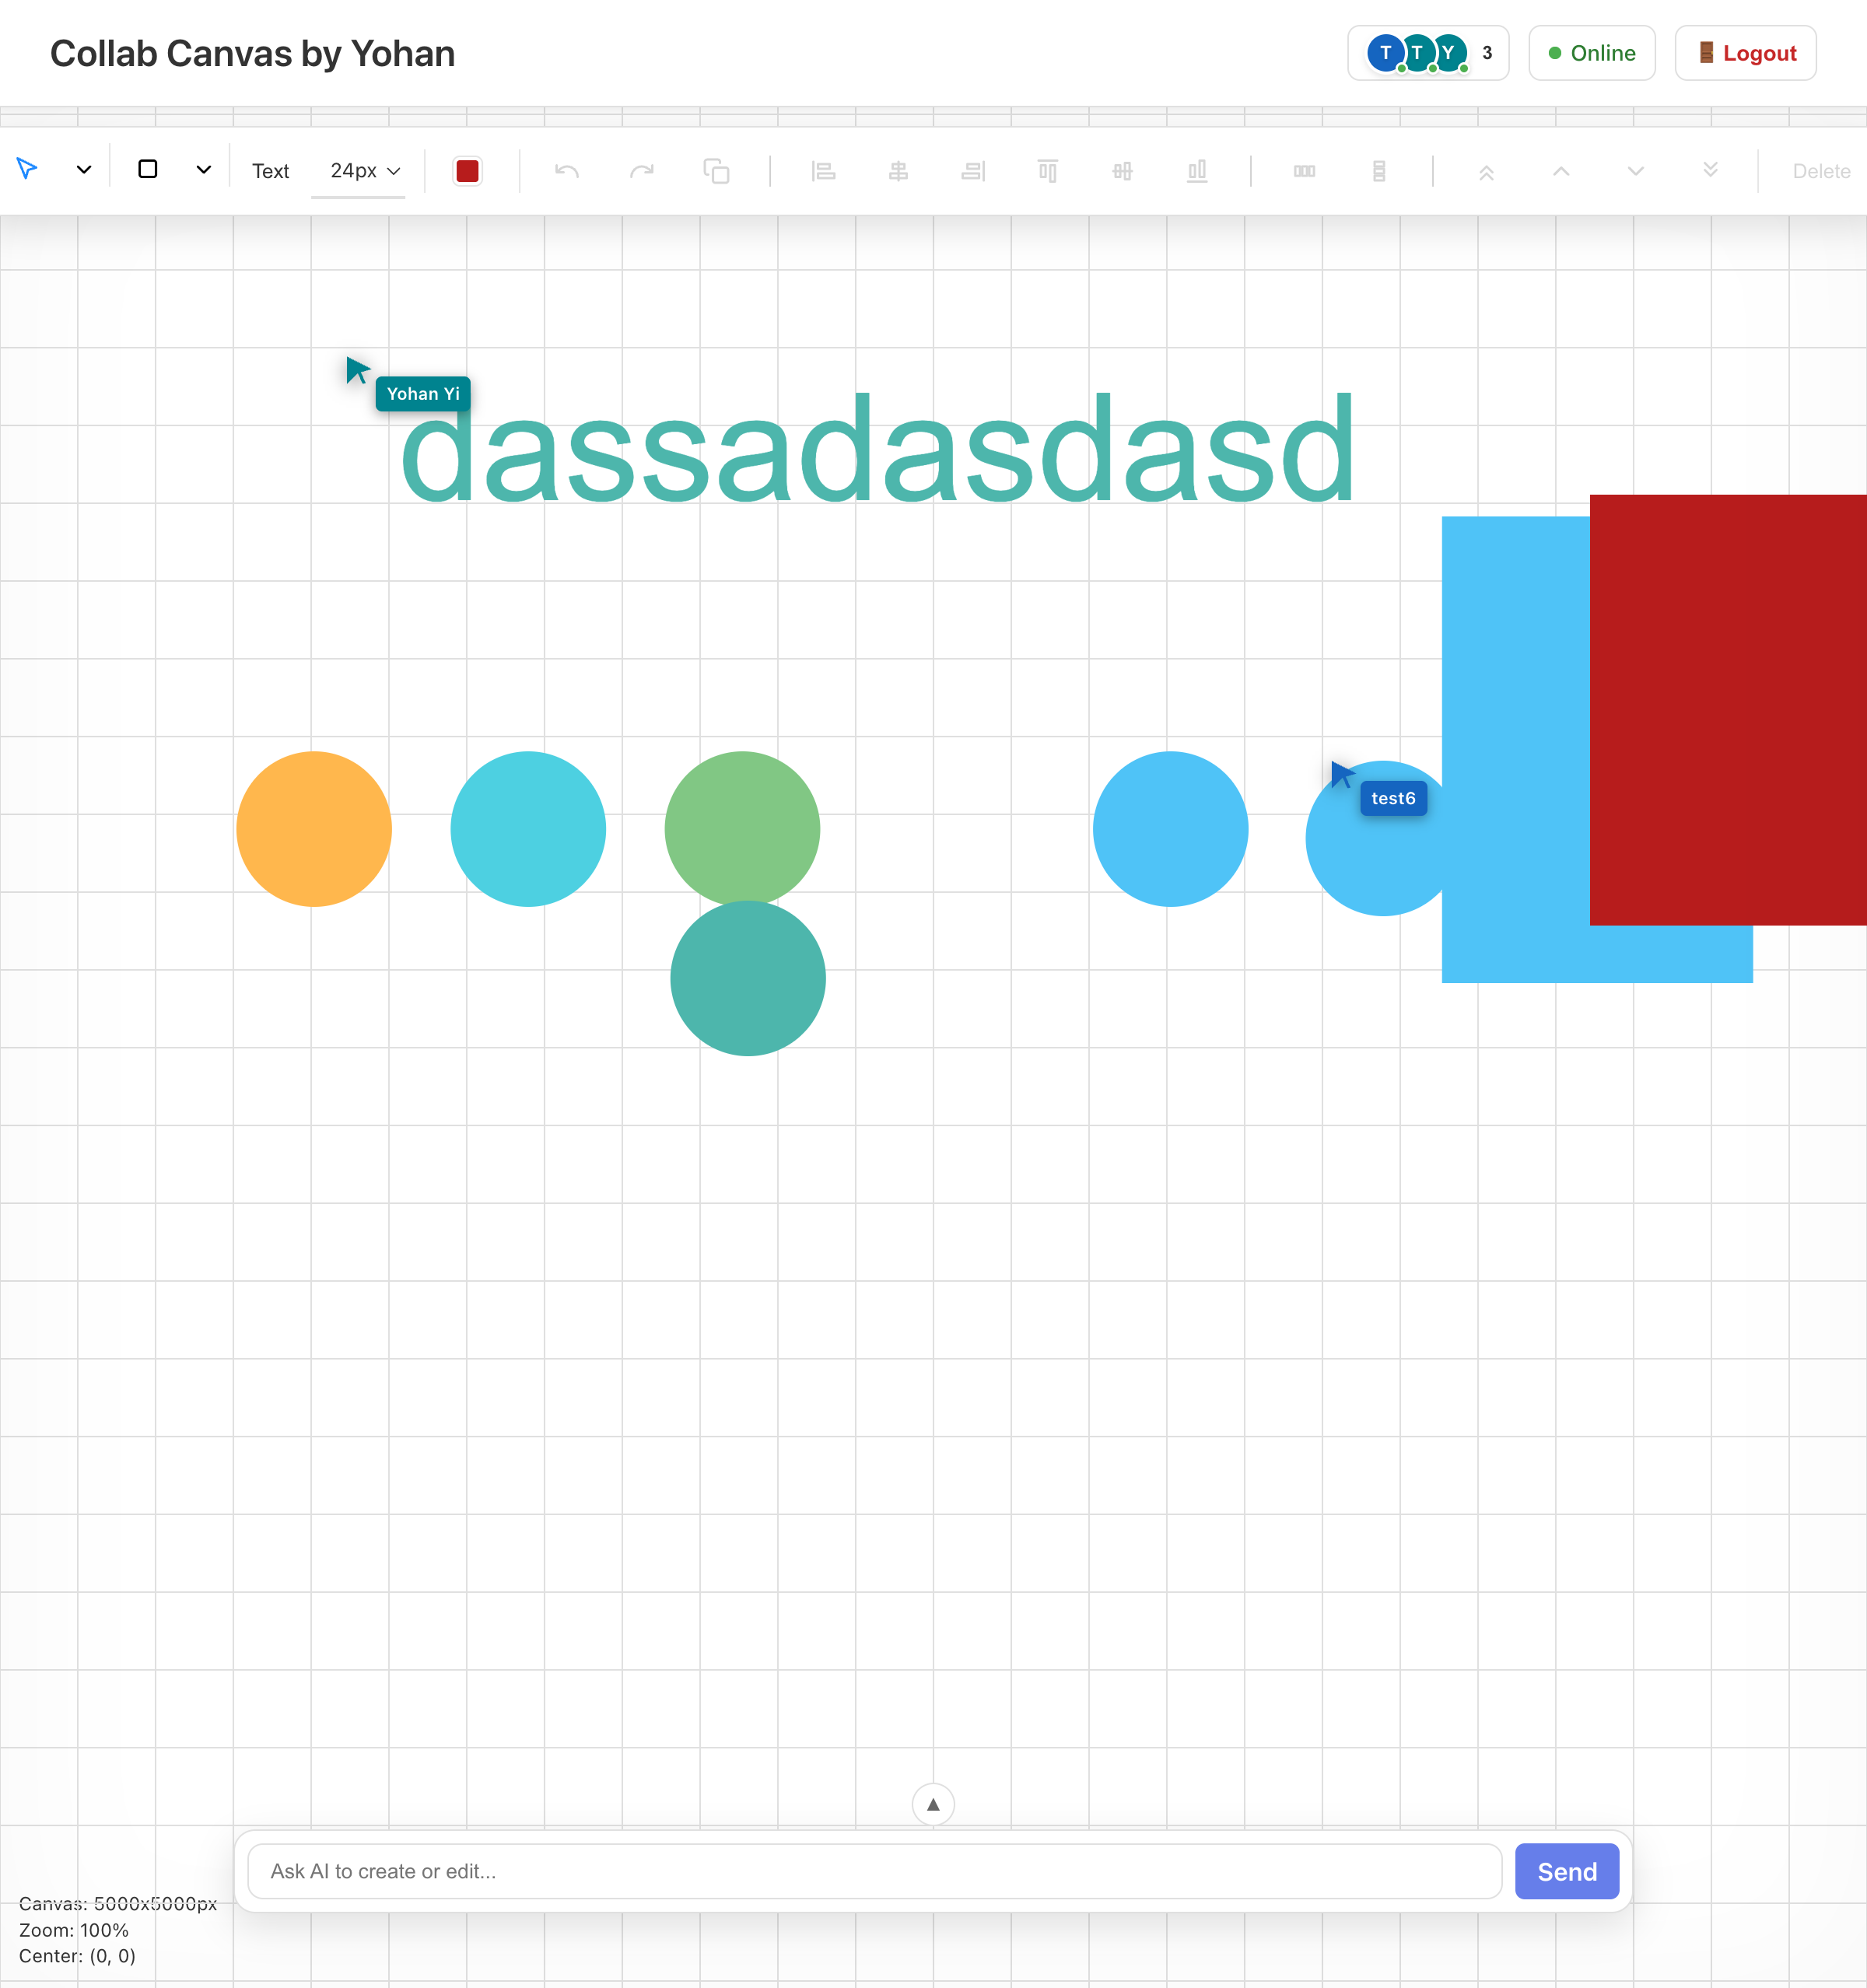 Collab Canvas by Yohan
T T Y 3
Online
Logout
Text
24px
Delete
Yohan Yi
dassadasdasd
test6
Ask AI to create or edit...
Send
Canvas: 5000x5000px
Zoom: 100%
Center: (0, 0)